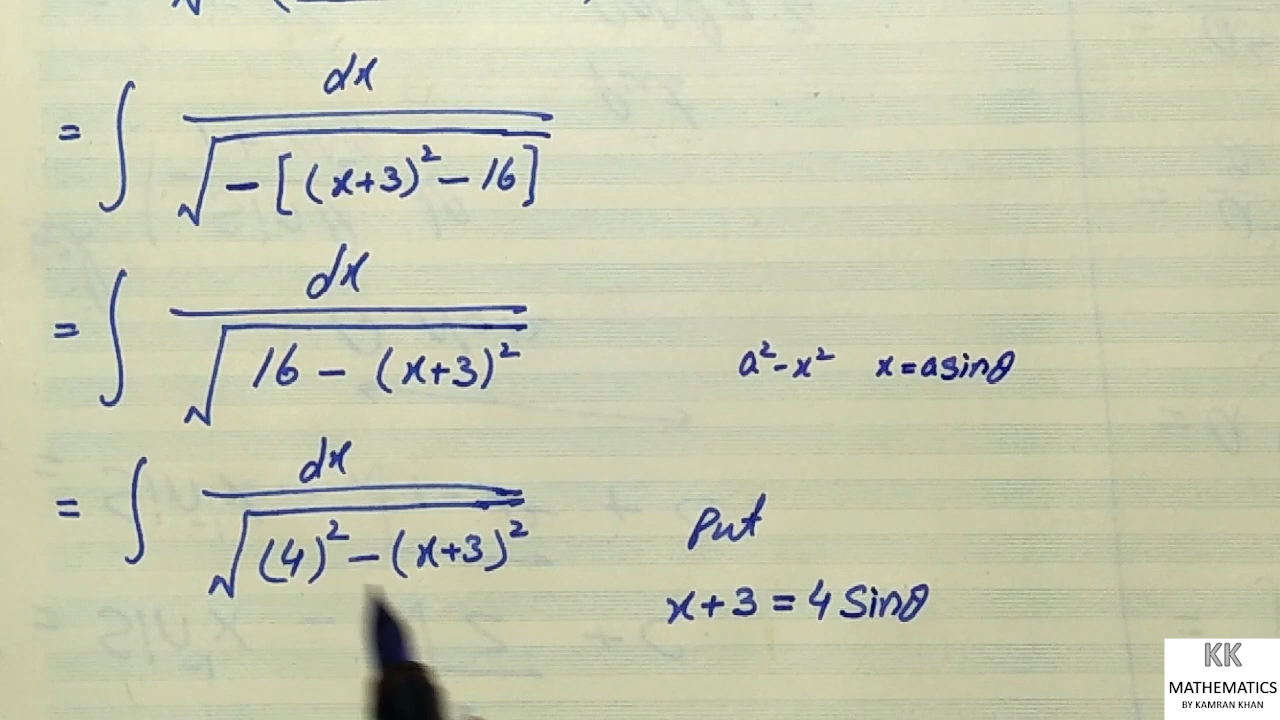 = ∫ dx / √(-[(x+3)² - 16])
= ∫ dx / √(16 - (x+3)²)
a² - x²   x = a sinθ
= ∫ dx / √((4)² - (x+3)²)
Put
x + 3 = 4 Sinθ
KK
MATHEMATICS
BY KAMRAN KHAN